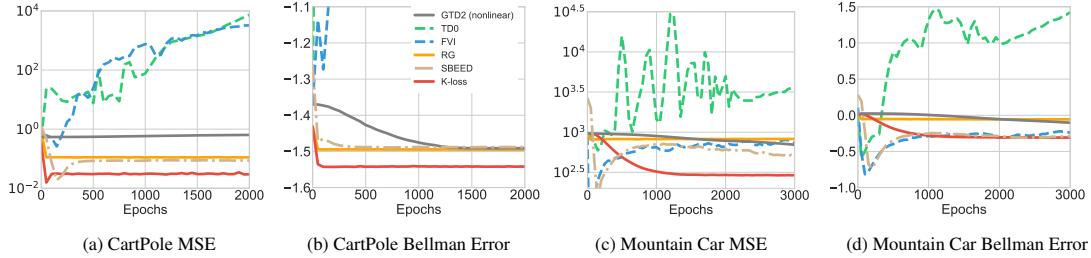 10^4
10^2
10^0
10^−2
0
500
1000
1500
2000
Epochs
(a) CartPole MSE
−1.1
−1.2
−1.3
−1.4
−1.5
−1.6
0
500
1000
1500
2000
Epochs
GTD2 (nonlinear)
TD0
FVI
RG
SBEED
K-loss
(b) CartPole Bellman Error
10^4.5
10^4
10^3.5
10^3
10^2.5
0
1000
2000
3000
Epochs
(c) Mountain Car MSE
1.5
1.0
0.5
0.0
−0.5
−1.0
0
1000
2000
3000
Epochs
(d) Mountain Car Bellman Error